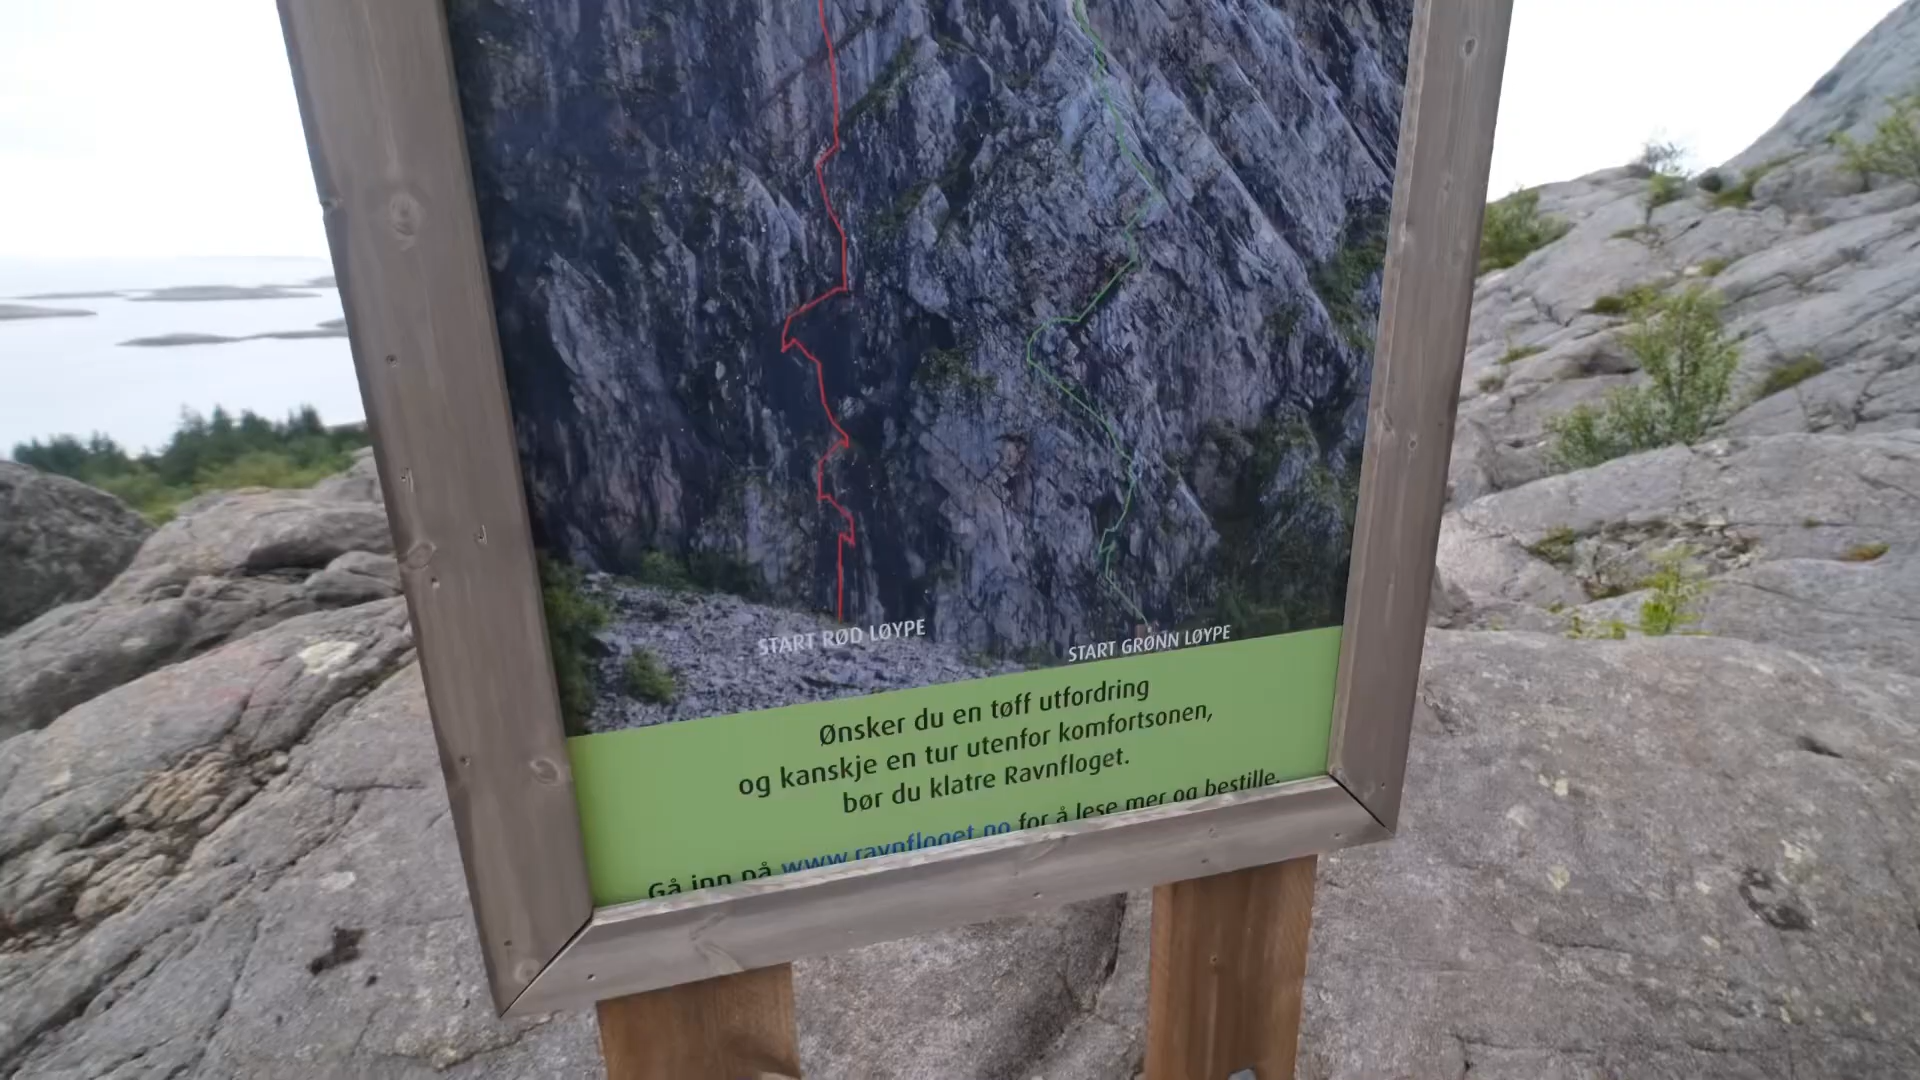 START RØD LØYPE
START GRØNN LØYPE
Ønsker du en tøff utfordring
og kanskje en tur utenfor komfortsonen,
bør du klatre Ravnfloget.
Gå inn på www.ravnfloget.no for å lese mer og bestille.